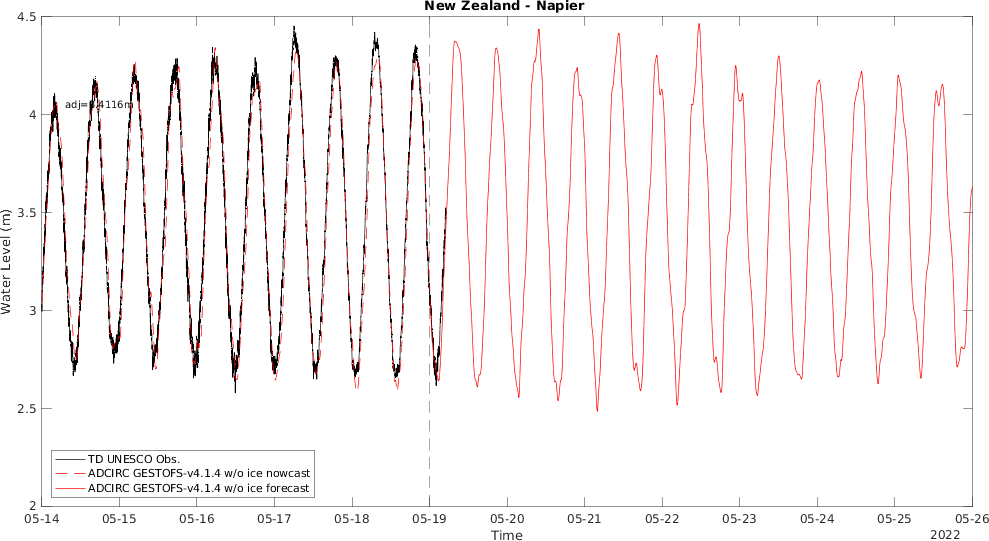 New Zealand - Napier
4.5
4
3.5
3
2.5
2
Water Level (m)
TD UNESCO Obs.
ADCIRC GESTOFS-v4.1.4 w/o ice nowcast
ADCIRC GESTOFS-v4.1.4 w/o ice forecast
05-14 05-15 05-16 05-17 05-18 05-19 05-20 05-21 05-22 05-23 05-24 05-25 05-26
Time
2022